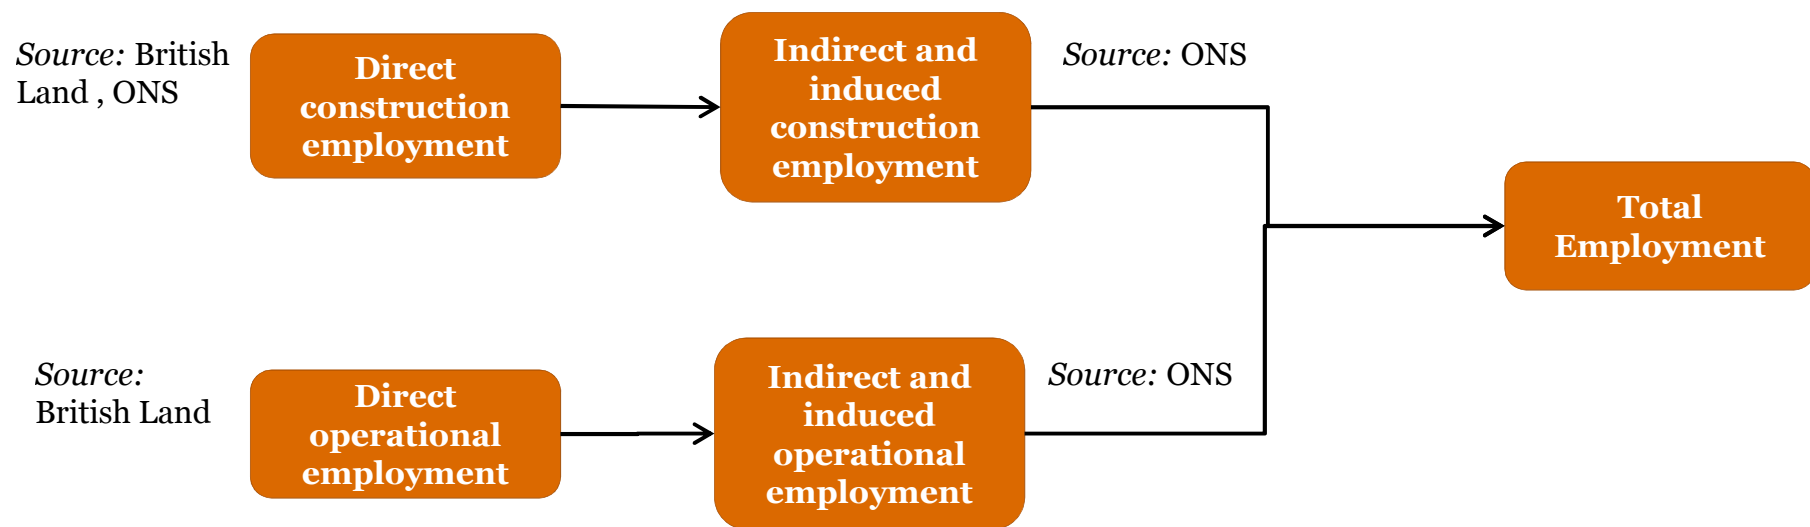 Source: British
Land , ONS
Direct
construction
employment
Indirect and
induced
construction
employment
Source: ONS
Total
Employment
Source:
British Land
Direct
operational
employment
Indirect and
induced
operational
employment
Source: ONS